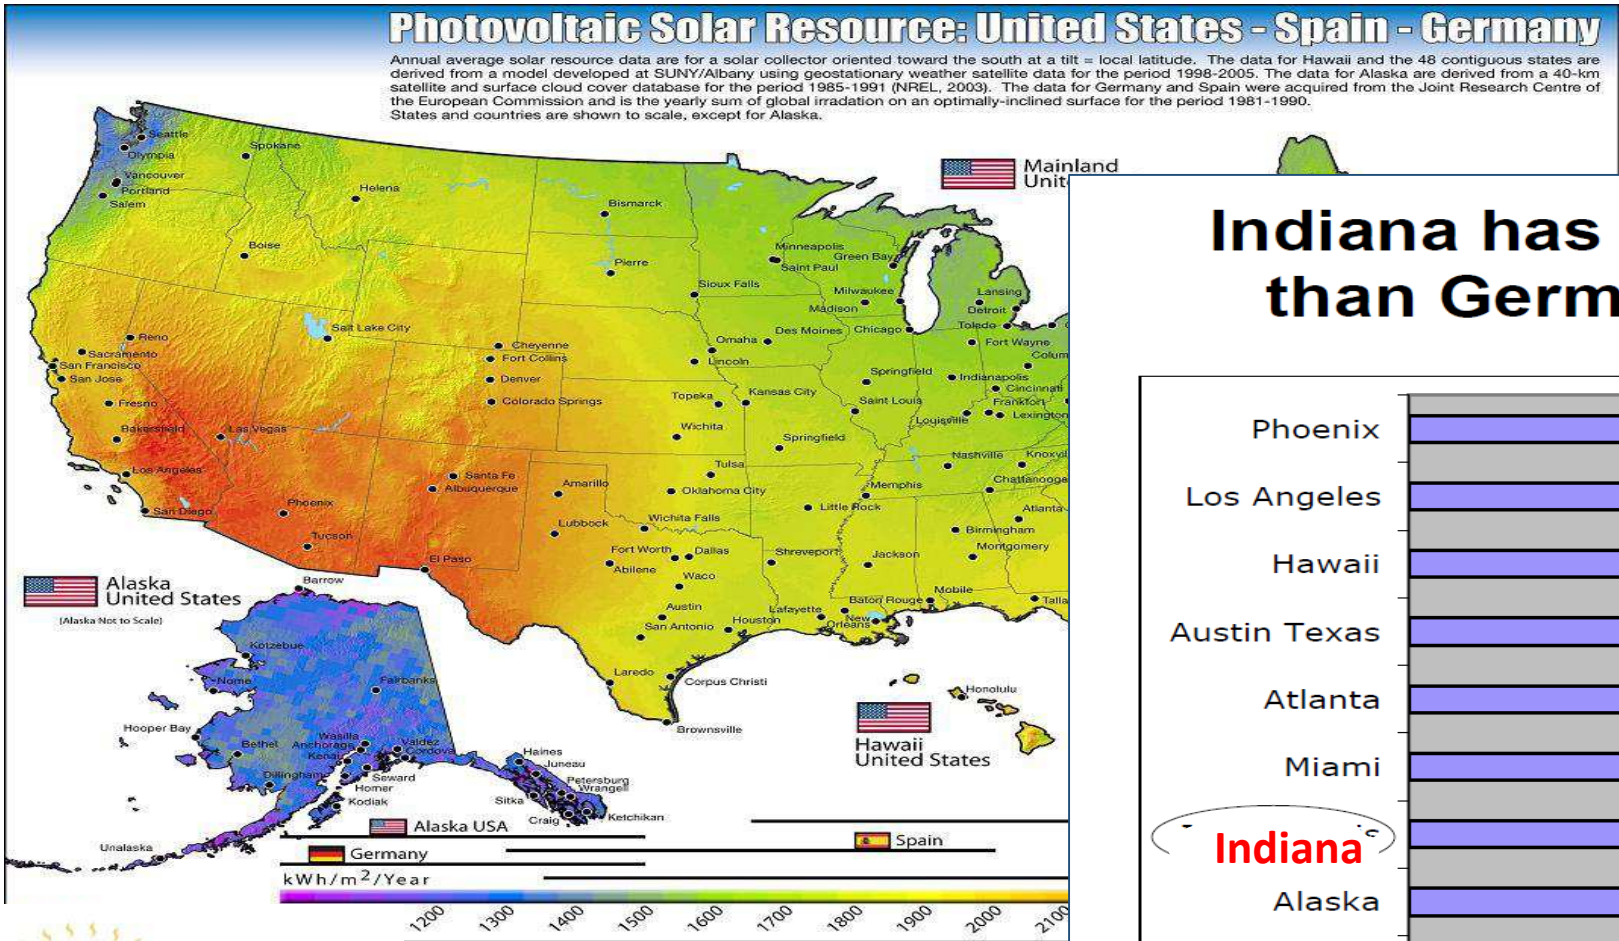 Photovoltaic Solar Resource: United States - Spain - Germany
Annual average solar resource data are for a solar collector oriented toward the south at a tilt = local latitude. The data for Hawaii and the 48 contiguous states are
derived from a model developed at SUNY/Albany using geostationary weather satellite data for the period 1998-2005. The data for Alaska are derived from a 40-km
satellite and surface cloud cover database for the period 1985-1991 (NREL, 2003). The data for Germany and Spain were acquired from the Joint Research Centre of
the European Commission and is the yearly sum of global irradation on an optimally-inclined surface for the period 1981-1990.
States and countries are shown to scale, except for Alaska.
Mainland
Seattle
Olympia
Spokane
Vancouver
Portland
Salem
Helena
Bismarck
Boise
Pierre
Minneapolis
Saint Paul
Green Bay
Sioux Falls
Milwaukee
Madison
Lansing
Detroit
Toledo
Reno
Salt Lake City
Sacramento
San Francisco
San Jose
Fresno
Bakersfield
Las Vegas
Los Angeles
San Diego
Cheyenne
Fort Collins
Denver
Colorado Springs
Omaha
Lincoln
Des Moines
Chicago
Fort Wayne
Springfield
Indianapolis
Cincinnati
Topeka
Kansas City
Saint Louis
Frankfort
Lexington
Louisville
Wichita
Springfield
Nashville
Tulsa
Oklahoma City
Memphis
Little Rock
Atlanta
Santa Fe
Albuquerque
Amarillo
Phoenix
Tucson
Lubbock
Wichita Falls
Birmingham
Montgomery
El Paso
Fort Worth
Dallas
Abilene
Shreveport
Jackson
Waco
Mobile
Baton Rouge
Austin
Lafayette
New
Orleans
San Antonio
Houston
Laredo
Corpus Christi
Brownsville
Alaska
United States
(Alaska Not to Scale)
Barrow
Kotzebue
Nome
Fairbanks
Hooper Bay
Bethel
Wasilla
Anchorage
Kenai
Valdez
Cordova
Dillingham
Seward
Homer
Kodiak
Unalaska
Haines
Juneau
Petersburg
Wrangell
Sitka
Craig
Ketchikan
Honolulu
Hawaii
United States
Alaska USA
Spain
Germany
kWh/m²/Year
1200 1300 1400 1500 1600 1700 1800 1900 2000 2100
Indiana has
than Germ
Phoenix
Los Angeles
Hawaii
Austin Texas
Atlanta
Miami
Indiana
Alaska